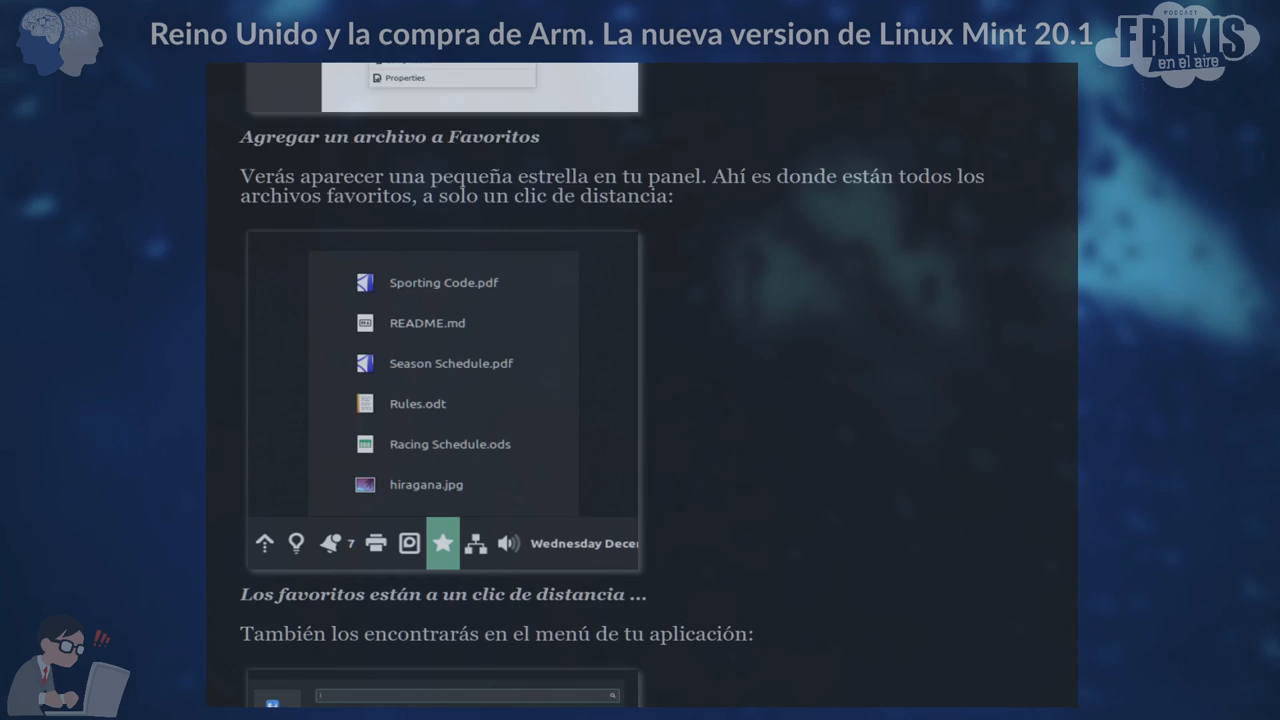 Reino Unido y la compra de Arm. La nueva version de Linux Mint 20.1
PODCAST
FRIKIS
en el aire
Properties
Agregar un archivo a Favoritos
Verás aparecer una pequeña estrella en tu panel. Ahí es donde están todos los
archivos favoritos, a solo un clic de distancia:
Sporting Code.pdf
README.md
Season Schedule.pdf
Rules.odt
Racing Schedule.ods
hiragana.jpg
7
Wednesday Dece
Los favoritos están a un clic de distancia ...
También los encontrarás en el menú de tu aplicación:
!!!